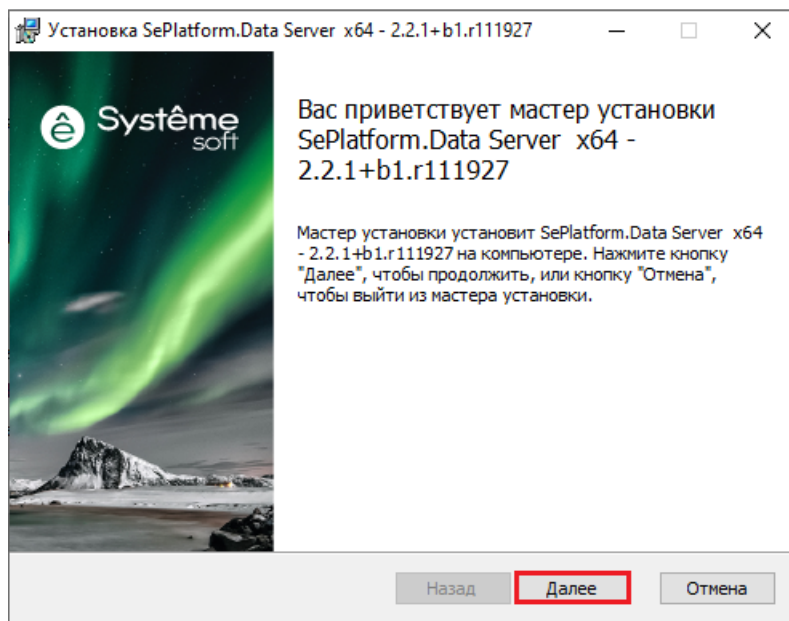 Установка SePlatform.Data Server x64 - 2.2.1+b1.r111927
ê Systême
soft
Вас приветствует мастер установки
SePlatform.Data Server x64 -
2.2.1+b1.r111927
Мастер установки установит SePlatform.Data Server x64
- 2.2.1+b1.r111927 на компьютере. Нажмите кнопку
"Далее", чтобы продолжить, или кнопку "Отмена",
чтобы выйти из мастера установки.
Назад Далее Отмена